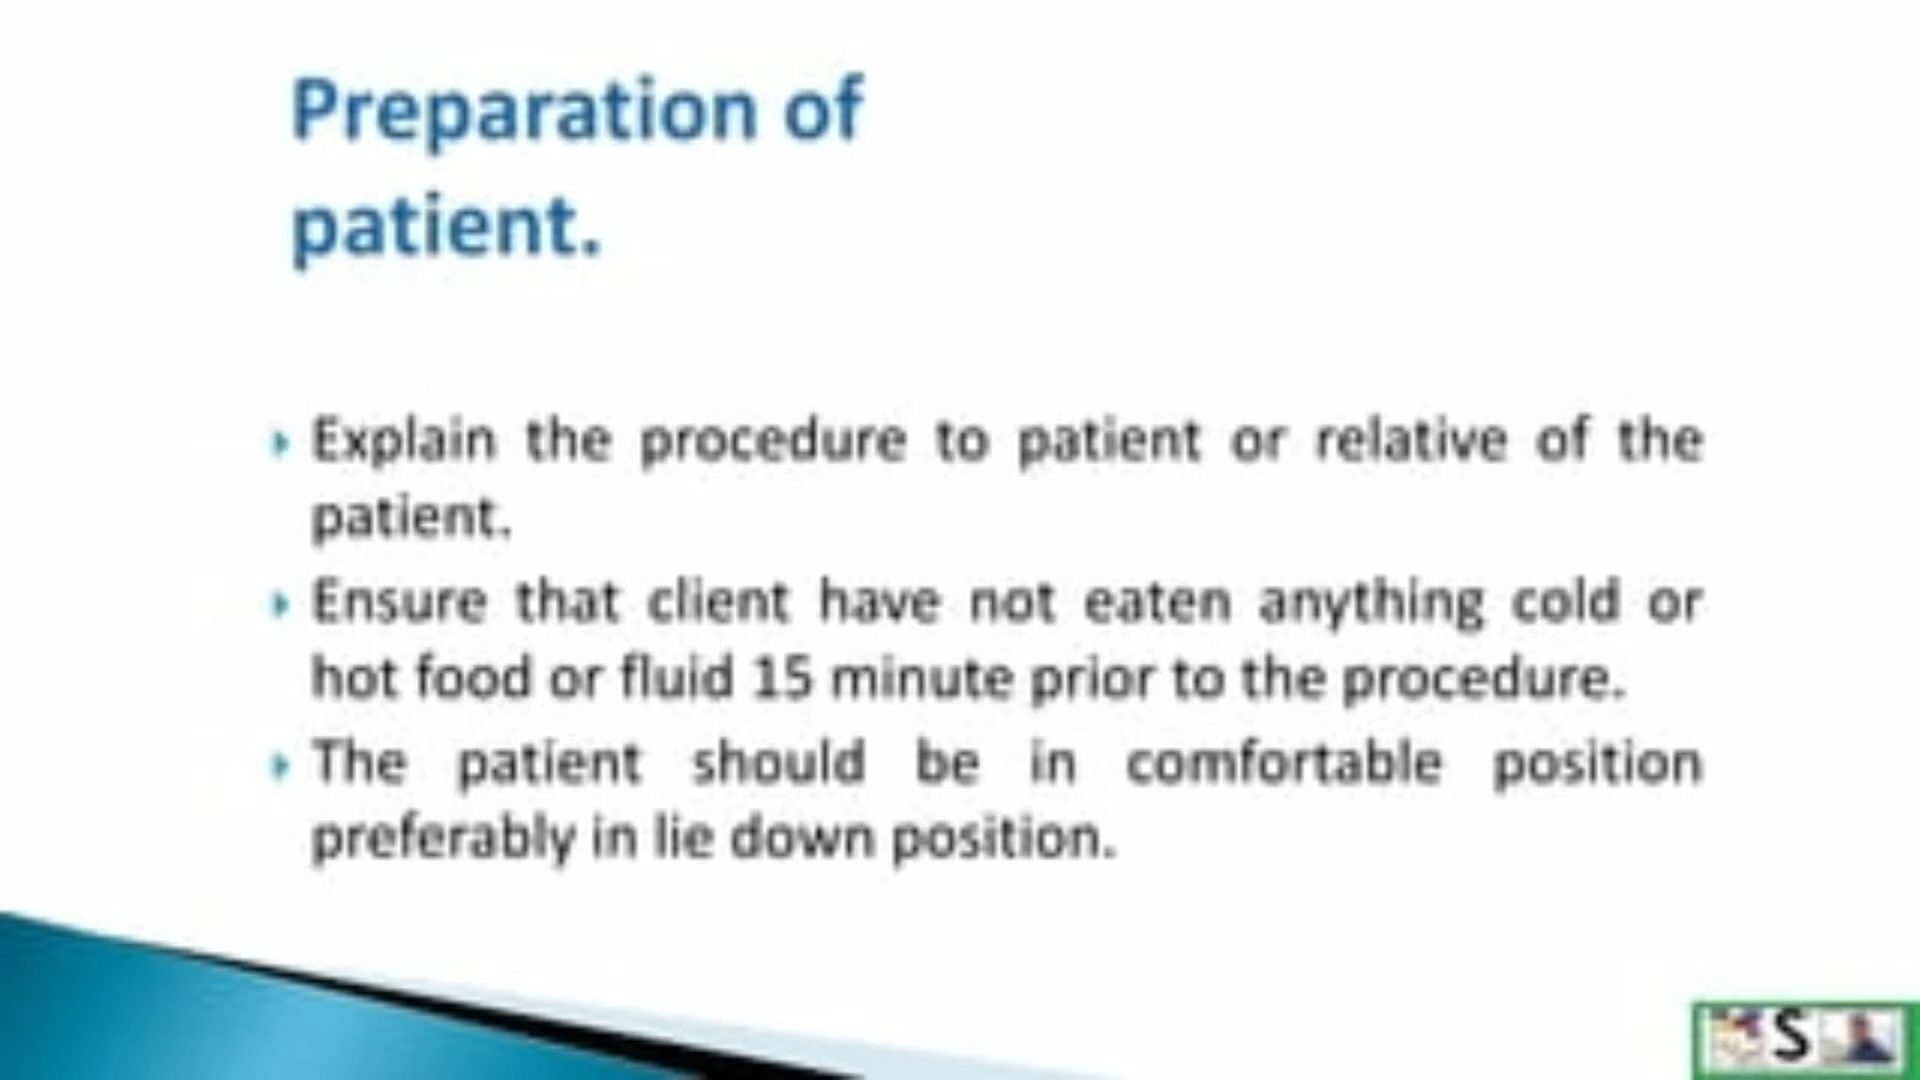 Preparation of
patient.
Explain the procedure to patient or relative of the
patient.
Ensure that client have not eaten anything cold or
hot food or fluid 15 minute prior to the procedure.
The patient should be in comfortable position
preferably in lie down position.
S